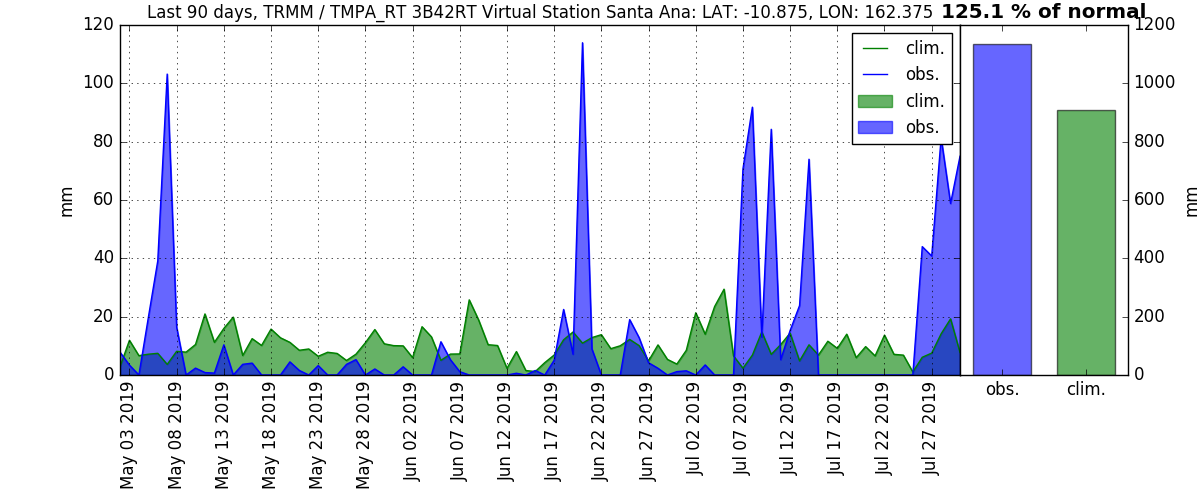 Last 90 days, TRMM / TMPA_RT 3B42RT Virtual Station Santa Ana: LAT: -10.875, LON: 162.375 125.1 % of normal
120
100
80
60
40
20
0
mm
clim.
obs.
clim.
obs.
1200
1000
800
600
400
200
0
mm
May 03 2019
May 08 2019
May 13 2019
May 18 2019
May 23 2019
May 28 2019
Jun 02 2019
Jun 07 2019
Jun 12 2019
Jun 17 2019
Jun 22 2019
Jun 27 2019
Jul 02 2019
Jul 07 2019
Jul 12 2019
Jul 17 2019
Jul 22 2019
Jul 27 2019
obs.
clim.